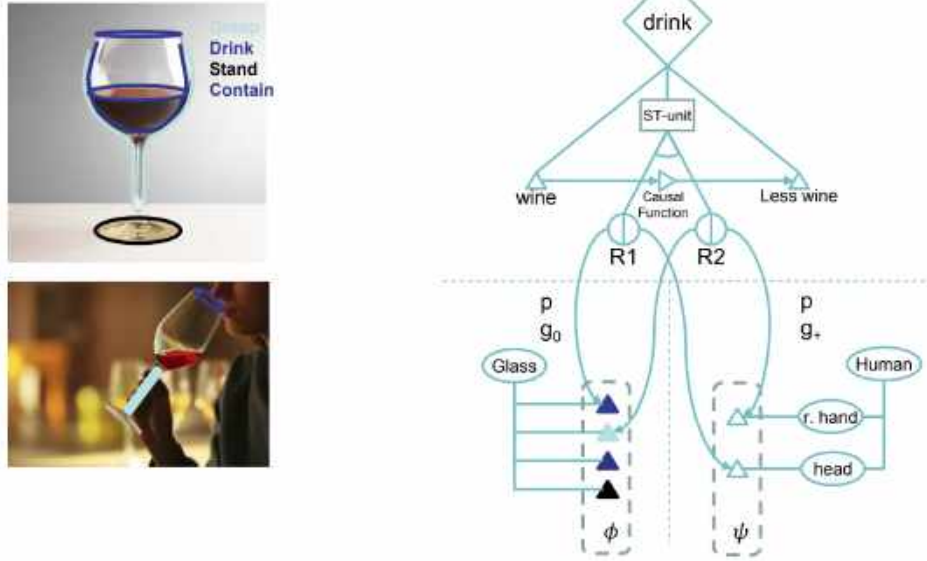 Grasp
Drink
Stand
Contain
drink
ST-unit
wine
Causal
Function
Less wine
R1
R2
p
g₀
p
g₊
Glass
Human
r. hand
head
ϕ
ψ